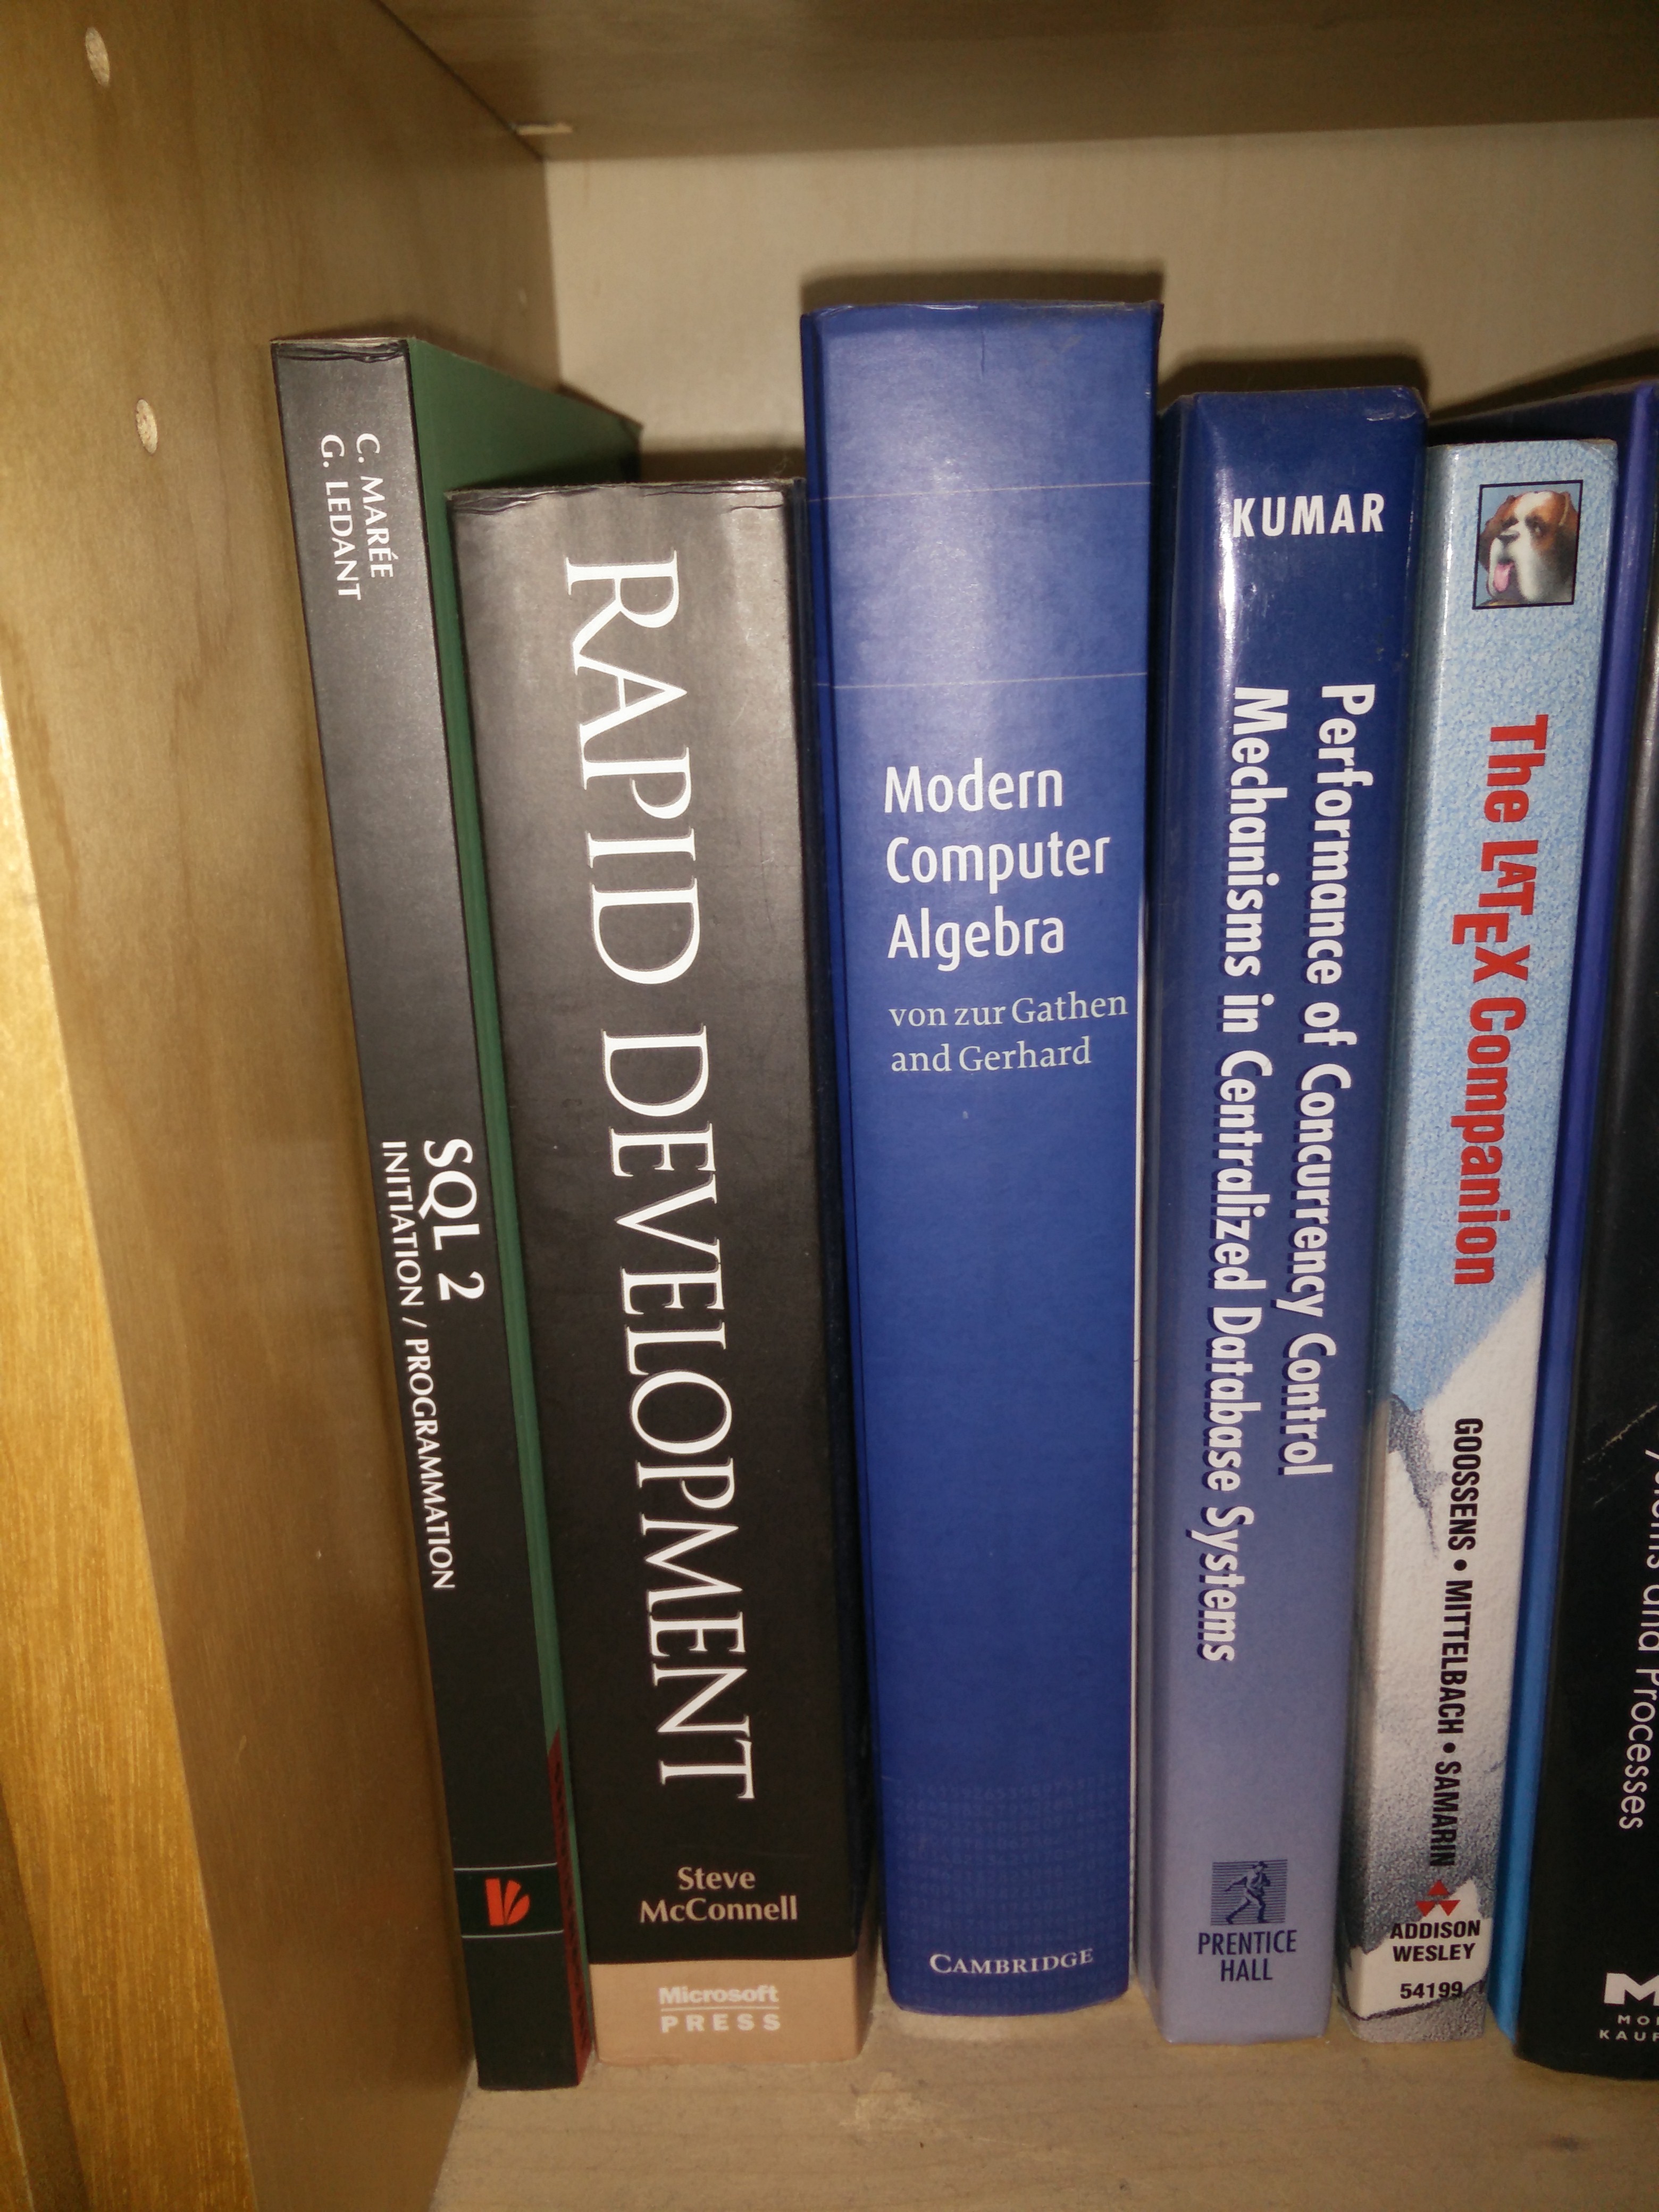 C. MARÉE
G. LEDANT
SQL 2
INITIATION / PROGRAMMATION
RAPID DEVELOPMENT
Steve
McConnell
Microsoft
PRESS
Modern
Computer
Algebra
von zur Gathen
and Gerhard
CAMBRIDGE
KUMAR
Performance of Concurrency Control
Mechanisms in Centralized Database Systems
PRENTICE
HALL
The LATEX Companion
GOOSSENS • MITTELBACH • SAMARIN
ADDISON
WESLEY
54199
and Processes